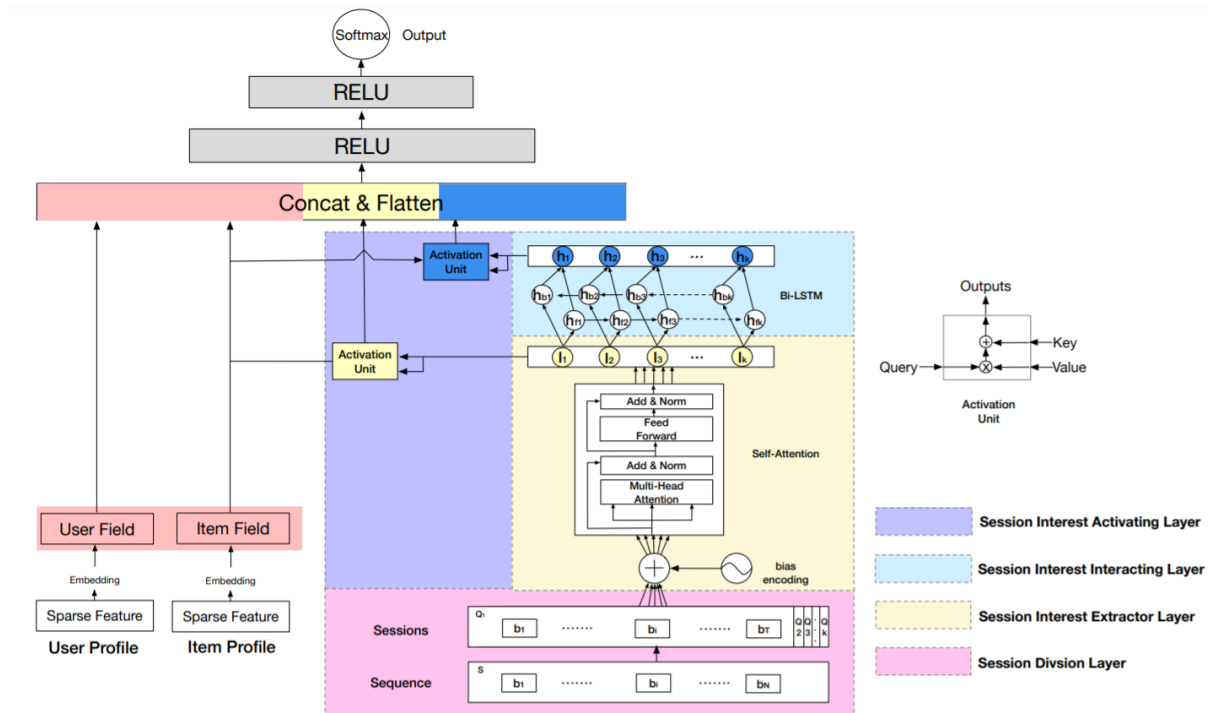 Softmax Output
RELU
RELU
Concat & Flatten
Activation
Unit
h1 h2 h3 ... hk
hb1 hb2 hb3 hbk
Bi-LSTM
hf1 hf2 hf3 hfk
Activation
Unit
I1 I2 I3 ... Ik
Add & Norm
Feed
Forward
Add & Norm
Multi-Head
Attention
Self-Attention
bias
encoding
Outputs
Key
Query
X
Value
Activation
Unit
User Field
Item Field
Embedding
Embedding
Sparse Feature
Sparse Feature
User Profile
Item Profile
Sessions
Q1
b1 ....... bi ....... bT
Q2 Q3 ... Qk
Sequence
S
b1 ....... bi ....... bN
Session Interest Activating Layer
Session Interest Interacting Layer
Session Interest Extractor Layer
Session Divsion Layer